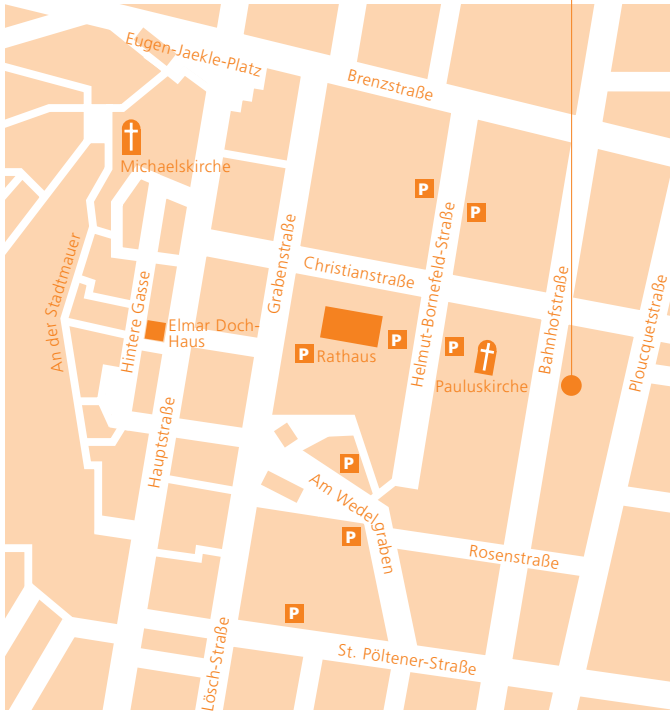 Eugen-Jaekle-Platz
Brenzstraße
Michaelskirche
P
P
Grabenstraße
Helmut-Bornefeld-Straße
Christianstraße
An der Stadtmauer
Hintere Gasse
Bahnhofstraße
Ploucquetstraße
Elmar Doch-
Haus
P
Rathaus
P
P
Pauluskirche
Hauptstraße
P
Am Wedelgraben
P
Rosenstraße
P
Lösch-Straße
St. Pöltener-Straße